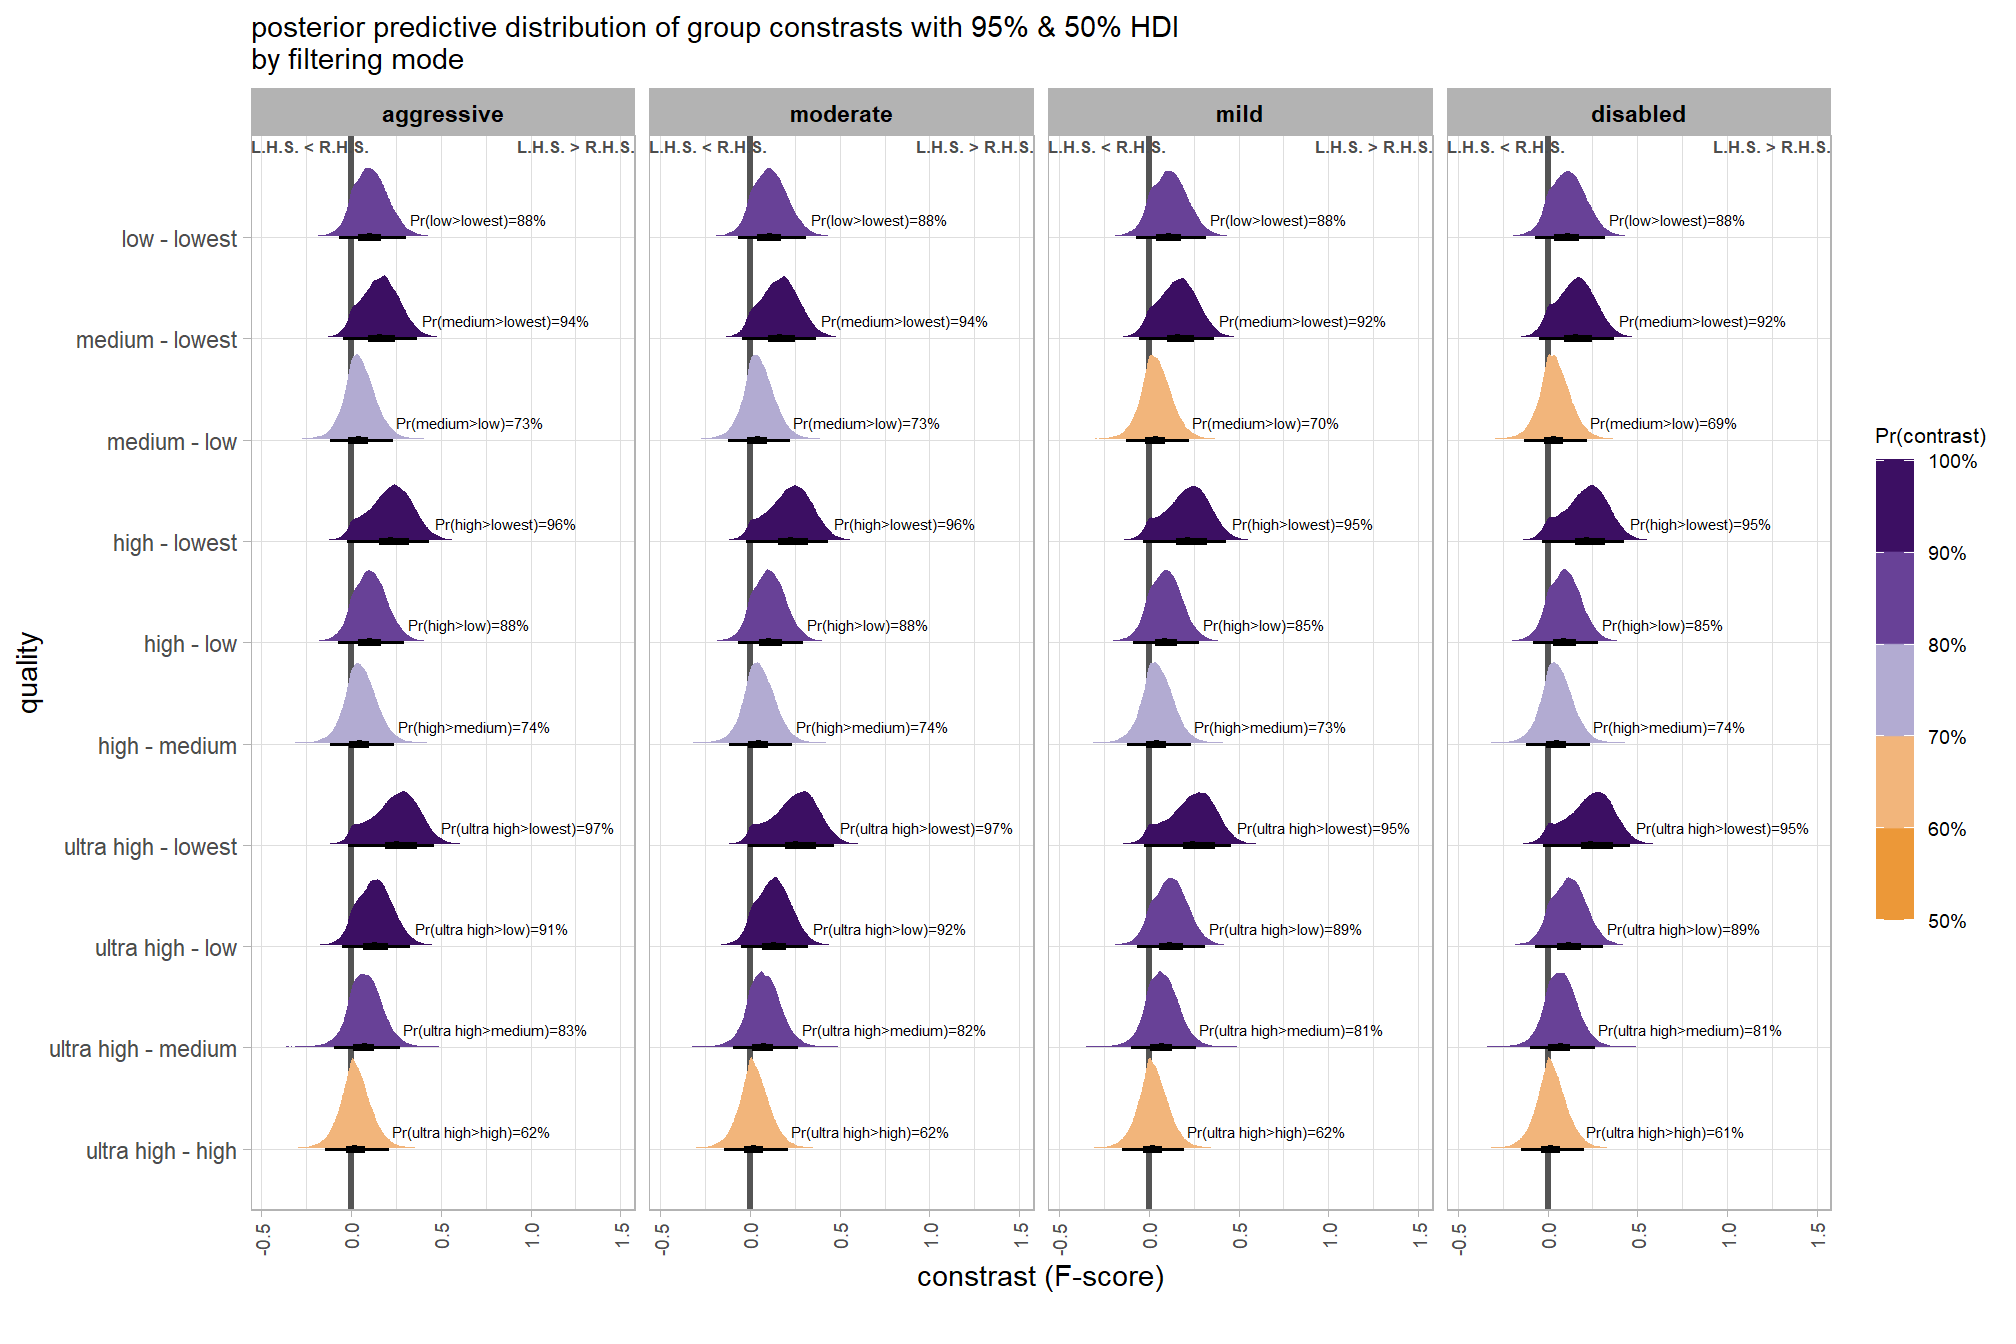 posterior predictive distribution of group constrasts with 95% & 50% HDI
by filtering mode
aggressive moderate mild disabled
L.H.S. < R.H.S. L.H.S. > R.H.S. L.H.S. < R.H.S. L.H.S. > R.H.S. L.H.S. < R.H.S. L.H.S. > R.H.S. L.H.S. < R.H.S. L.H.S. > R.H.S.
quality
low - lowest Pr(low>lowest)=88% Pr(low>lowest)=88% Pr(low>lowest)=88% Pr(low>lowest)=88%
medium - lowest Pr(medium>lowest)=94% Pr(medium>lowest)=94% Pr(medium>lowest)=92% Pr(medium>lowest)=92%
medium - low Pr(medium>low)=73% Pr(medium>low)=73% Pr(medium>low)=70% Pr(medium>low)=69%
high - lowest Pr(high>lowest)=96% Pr(high>lowest)=96% Pr(high>lowest)=95% Pr(high>lowest)=95%
high - low Pr(high>low)=88% Pr(high>low)=88% Pr(high>low)=85% Pr(high>low)=85%
high - medium Pr(high>medium)=74% Pr(high>medium)=74% Pr(high>medium)=73% Pr(high>medium)=74%
ultra high - lowest Pr(ultra high>lowest)=97% Pr(ultra high>lowest)=97% Pr(ultra high>lowest)=95% Pr(ultra high>lowest)=95%
ultra high - low Pr(ultra high>low)=91% Pr(ultra high>low)=92% Pr(ultra high>low)=89% Pr(ultra high>low)=89%
ultra high - medium Pr(ultra high>medium)=83% Pr(ultra high>medium)=82% Pr(ultra high>medium)=81% Pr(ultra high>medium)=81%
ultra high - high Pr(ultra high>high)=62% Pr(ultra high>high)=62% Pr(ultra high>high)=62% Pr(ultra high>high)=61%
-0.5 0.0 0.5 1.0 1.5 -0.5 0.0 0.5 1.0 1.5 -0.5 0.0 0.5 1.0 1.5 -0.5 0.0 0.5 1.0 1.5
constrast (F-score)
Pr(contrast)
100%
90%
80%
70%
60%
50%